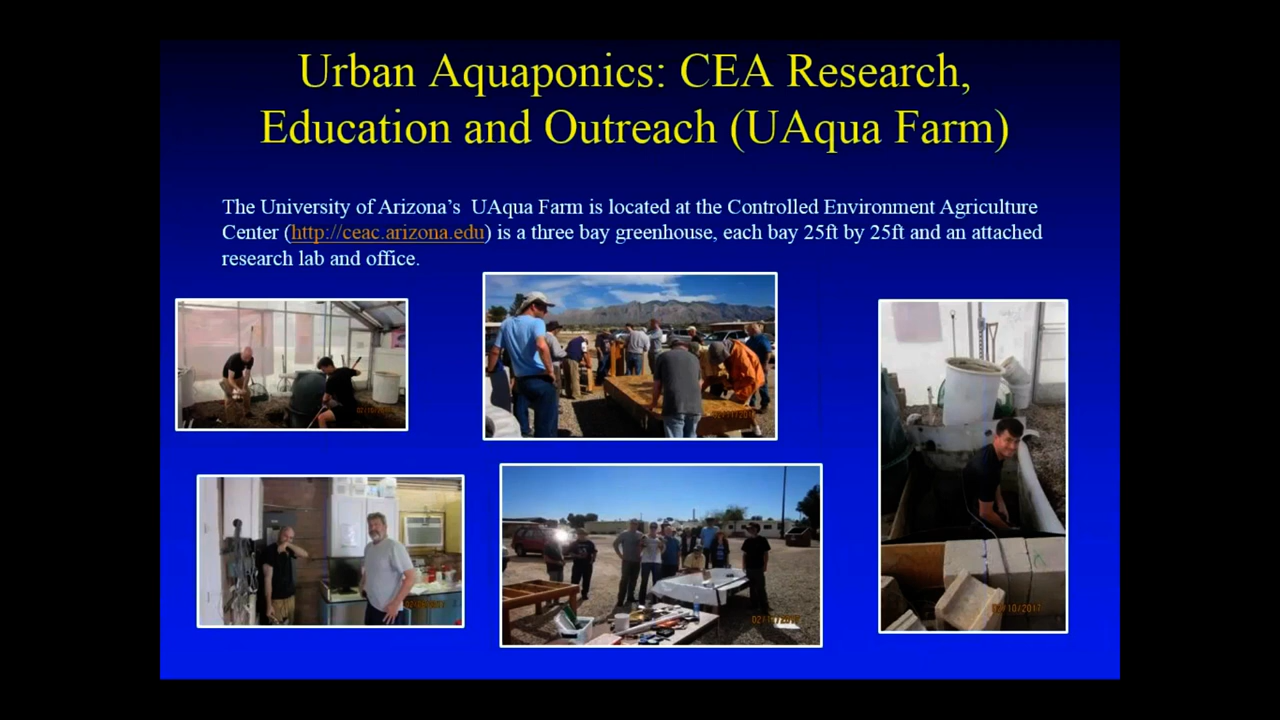 Urban Aquaponics: CEA Research,
Education and Outreach (UAqua Farm)
The University of Arizona’s  UAqua Farm is located at the Controlled Environment Agriculture
Center (http://ceac.arizona.edu) is a three bay greenhouse, each bay 25ft by 25ft and an attached
research lab and office.